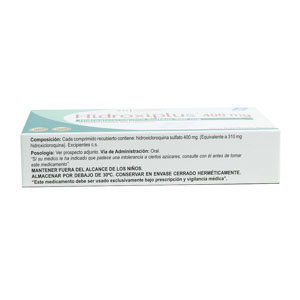 Hidroxiplus 400 mg
Composición: Cada comprimido recubierto contiene: hidroxicloroquina sulfato 400 mg. (Equivalente a 310 mg
hidroxicloroquina). Excipientes c.s.
Posología: Ver prospecto adjunto. Vía de Administración: Oral.
"Si su médico le ha indicado que padece una intolerancia a ciertos azúcares, consulte con él antes de tomar
este medicamento".
MANTENER FUERA DEL ALCANCE DE LOS NIÑOS.
ALMACENAR POR DEBAJO DE 30ºC. CONSERVAR EN ENVASE CERRADO HERMÉTICAMENTE.
"Este medicamento debe ser usado exclusivamente bajo prescripción y vigilancia médica".